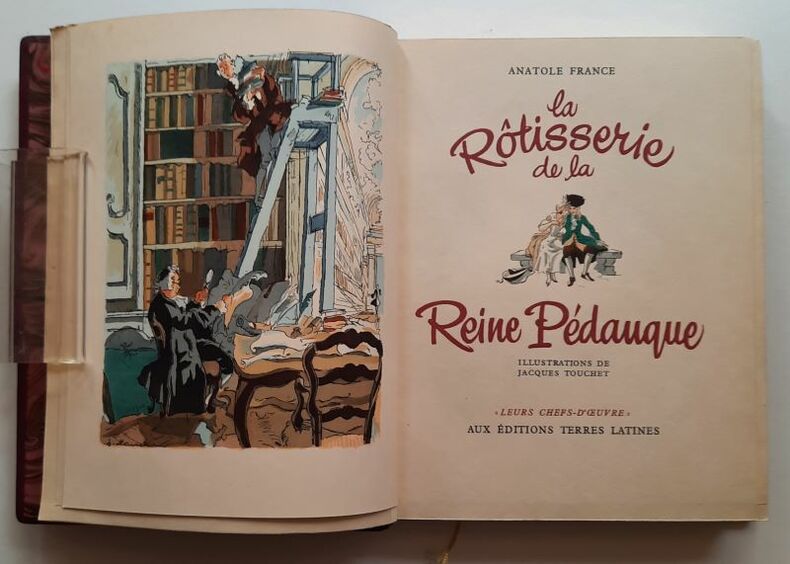 ANATOLE FRANCE
la
Rôtisserie
de la
Reine Pédauque
ILLUSTRATIONS DE
JACQUES TOUCHET
« LEURS CHEFS-D'ŒUVRE »
AUX ÉDITIONS TERRES LATINES